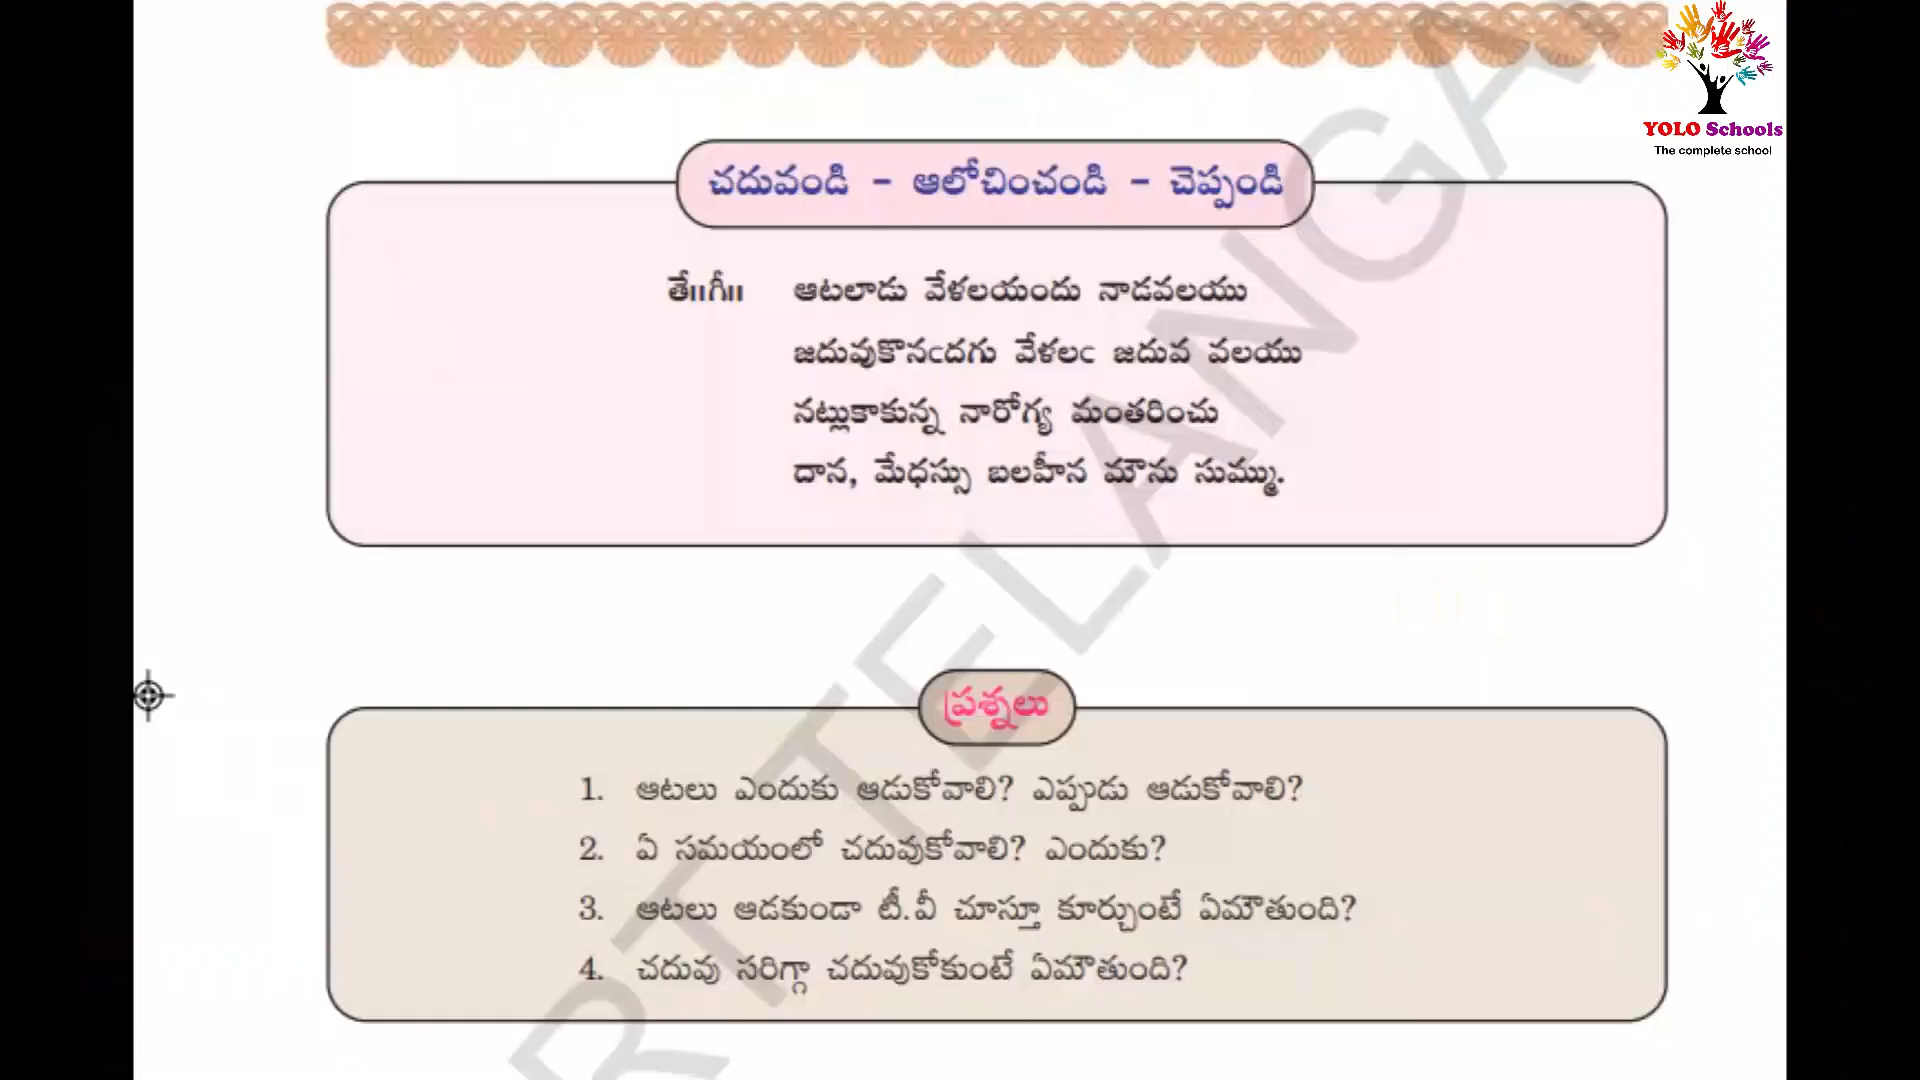 YOLO Schools
The complete school
చదువండి - ఆలోచించండి - చెప్పండి
తే॥గీ॥ ఆటలాడు వేళలయందు నాడవలయు
జదువుకొనఁదగు వేళలఁ జదువ వలయు
నట్లుకాకున్న నారోగ్య మంతరించు
దాన, మేధస్సు బలహీన మౌను సుమ్ము.
ప్రశ్నలు
1. ఆటలు ఎందుకు ఆడుకోవాలి? ఎప్పుడు ఆడుకోవాలి?
2. ఏ సమయంలో చదువుకోవాలి? ఎందుకు?
3. ఆటలు ఆడకుండా టీ.వీ చూస్తూ కూర్చుంటే ఏమౌతుంది?
4. చదువు సరిగ్గా చదువుకోకుంటే ఏమౌతుంది?